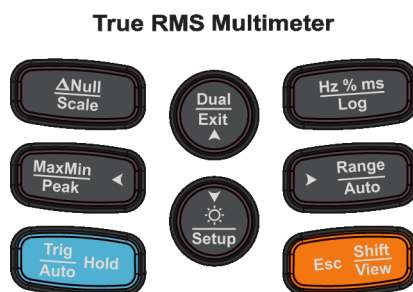 True RMS Multimeter
ΔNull
Scale
Dual
Exit
Hz % ms
Log
MaxMin
Peak
Range
Auto
Setup
Trig
Auto Hold
Esc Shift
View